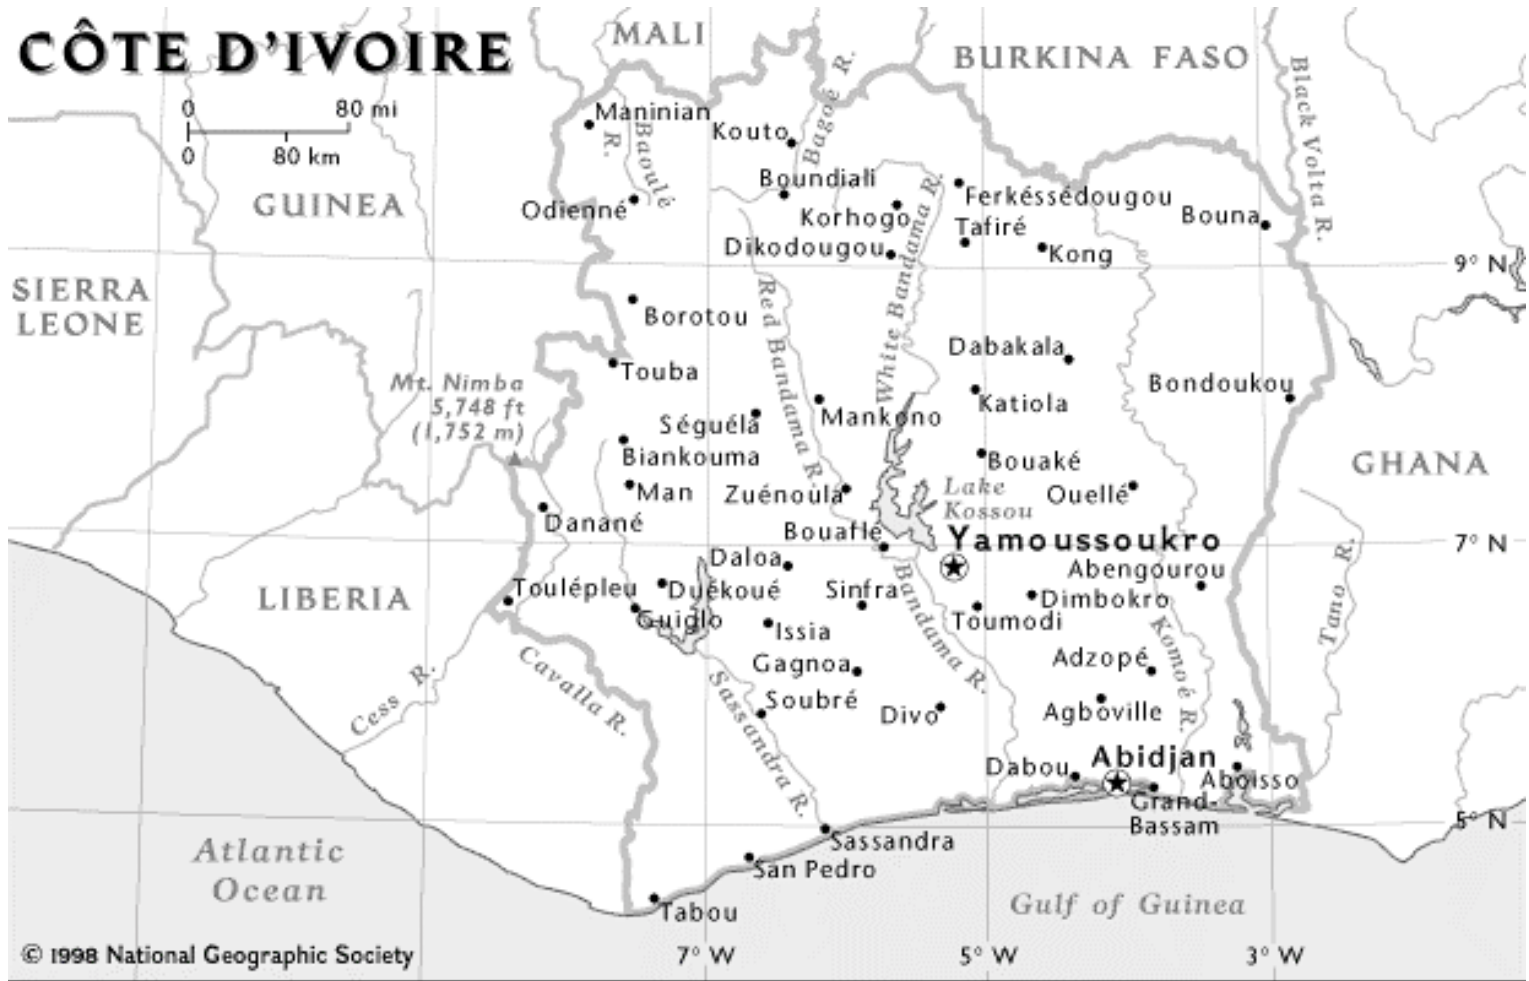 CÔTE D'IVOIRE
MALI
BURKINA FASO
0 80 mi
0 80 km
Maninian
Baoulé R.
Kouto
Bagoé R.
Black Volta R.
GUINEA
Odienné
Boundiali
Korhogo
Ferkéssédougou
Tafiré
Bouna
Dikodougou
Kong
9° N
SIERRA
LEONE
Borotou
Red Bandama R.
White Bandama R.
Dabakala
Touba
Mt. Nimba
5,748 ft
(1,752 m)
Bondoukou
Katiola
Mankono
Séguéla
Biankouma
Bouaké
GHANA
Man
Zuénoula
Lake
Kossou
Ouellé
Danané
Bouaflé
Yamoussoukro
7° N
Daloa
Abengourou
Toulépleu
Duékoué
Sinfra
Dimbokro
LIBERIA
Guiglo
Issia
Bandama R.
Toumodi
Komoé R.
Tano R.
Gagnoa
Adzopé
Cess R.
Cavalla R.
Sassandra R.
Soubré
Divo
Agboville
Dabou
Abidjan
Aboisso
Grand-
Bassam
5° N
Sassandra
San Pedro
Atlantic
Ocean
Tabou
Gulf of Guinea
© 1998 National Geographic Society
7° W
5° W
3° W